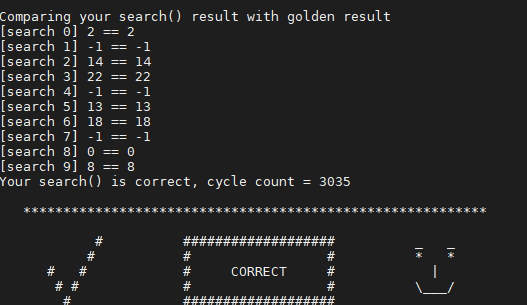 Comparing your search() result with golden result
[search 0] 2 == 2
[search 1] -1 == -1
[search 2] 14 == 14
[search 3] 22 == 22
[search 4] -1 == -1
[search 5] 13 == 13
[search 6] 18 == 18
[search 7] -1 == -1
[search 8] 0 == 0
[search 9] 8 == 8
Your search() is correct, cycle count = 3035
**********************************************************
            #          ###################          _   _
           #           #                 #          *   *
      #   #            #     CORRECT     #            |
       # #             #                 #          \___/
        #              ###################